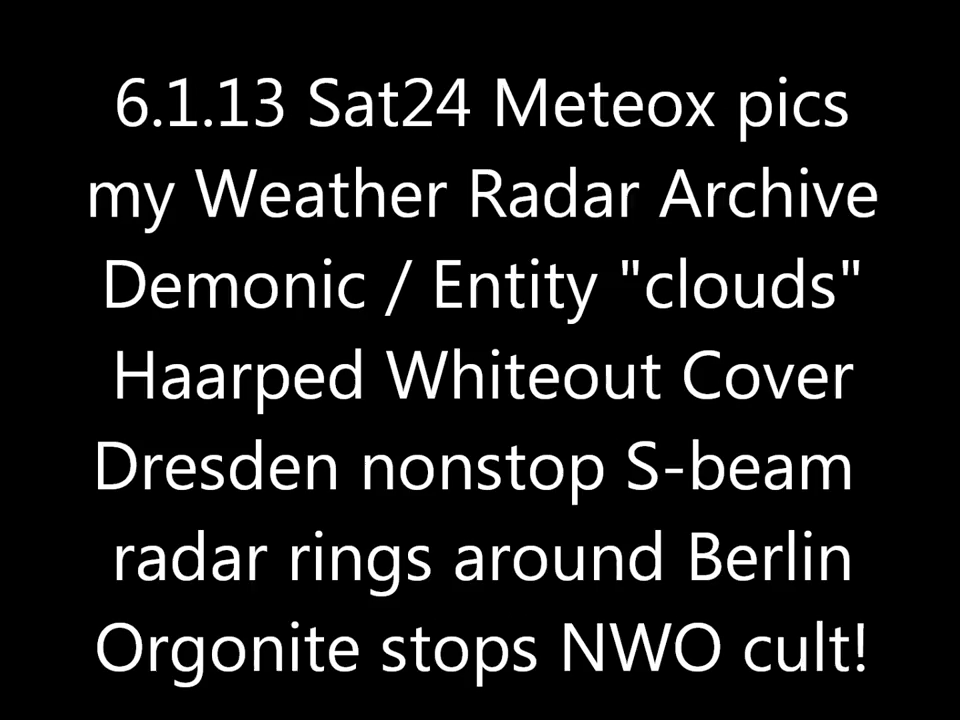 6.1.13 Sat24 Meteox pics
my Weather Radar Archive
Demonic / Entity "clouds"
Haarped Whiteout Cover
Dresden nonstop S-beam
radar rings around Berlin
Orgonite stops NWO cult!